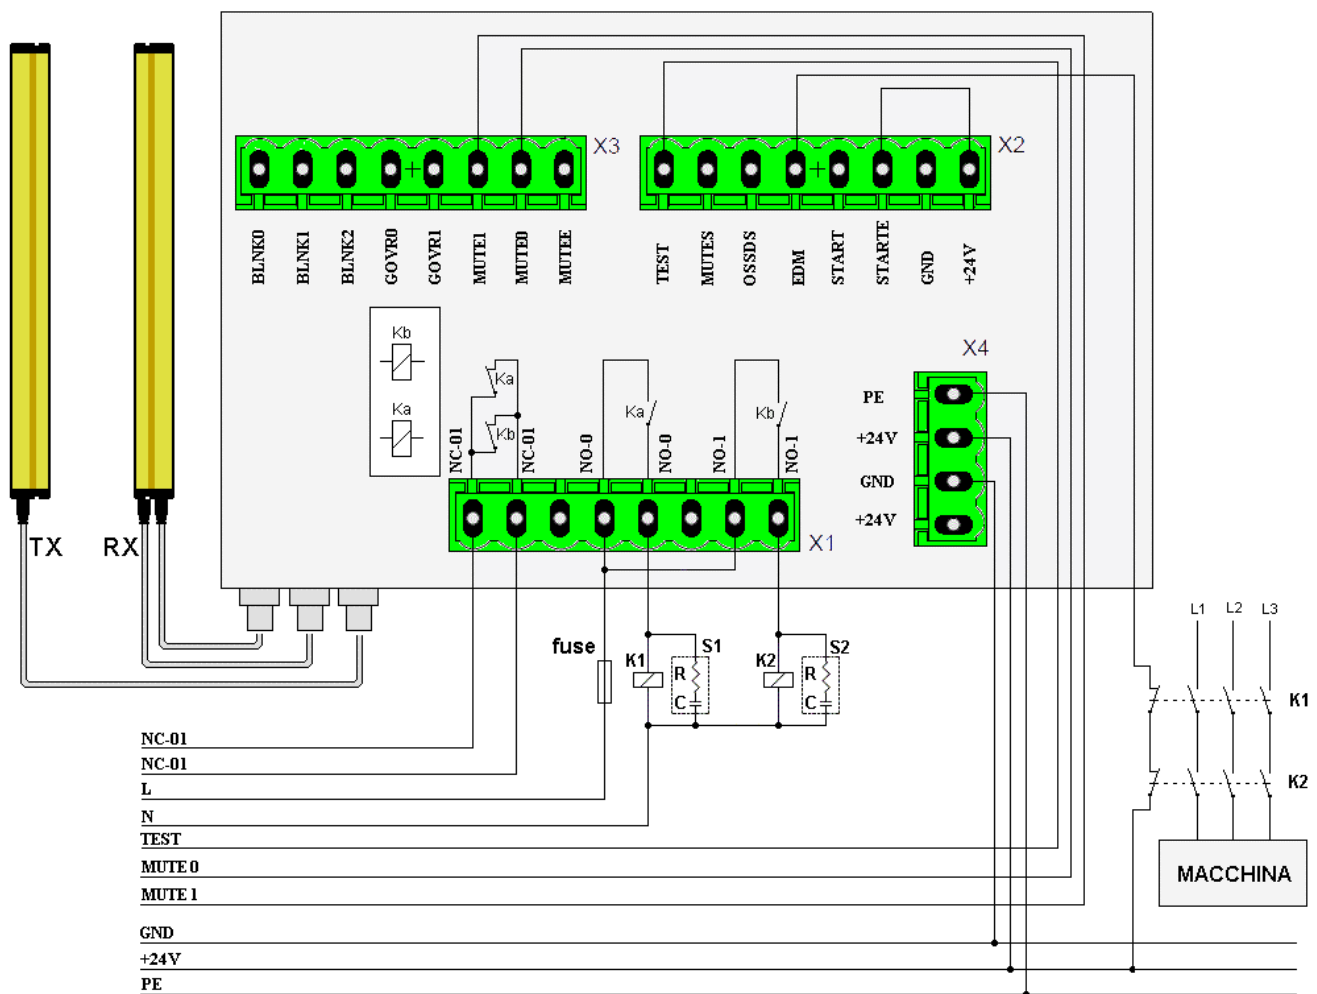 X3
X2
BLNK0
BLNK1
BLNK2
GOVR0
GOVR1
MUTE1
MUTE0
MUTEE
TEST
MUTES
OSSDS
EDM
START
STARTE
GND
+24V
Kb
Ka
Ka
Kb
Ka
Kb
NC-01
NC-01
NO-0
NO-0
NO-1
NO-1
X4
PE
+24V
GND
+24V
X1
TX
RX
fuse
K1
S1
R
C
K2
S2
R
C
L1
L2
L3
K1
K2
MACCHINA
NC-01
NC-01
L
N
TEST
MUTE 0
MUTE 1
GND
+24V
PE